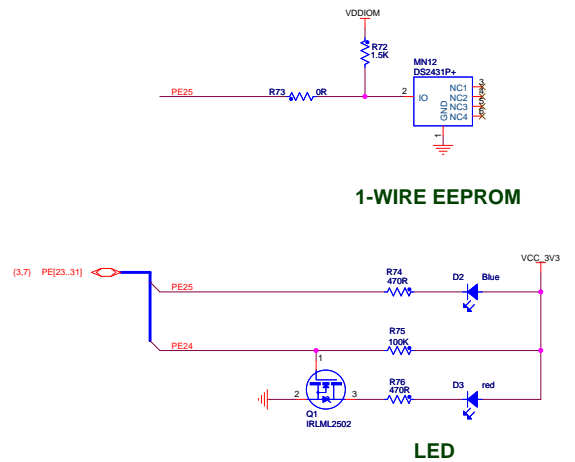 VDDIOM
R72
1.5K
MN12
DS2431P+
PE25
R73
0R
2
IO
GND
NC1
NC2
NC3
NC4
3
4
5
6
1
1-WIRE EEPROM
{3,7} PE[23..31]
VCC_3V3
PE25
R74
470R
D2
Blue
PE24
R75
100K
1
2
3
Q1
IRLML2502
R76
470R
D3
red
LED